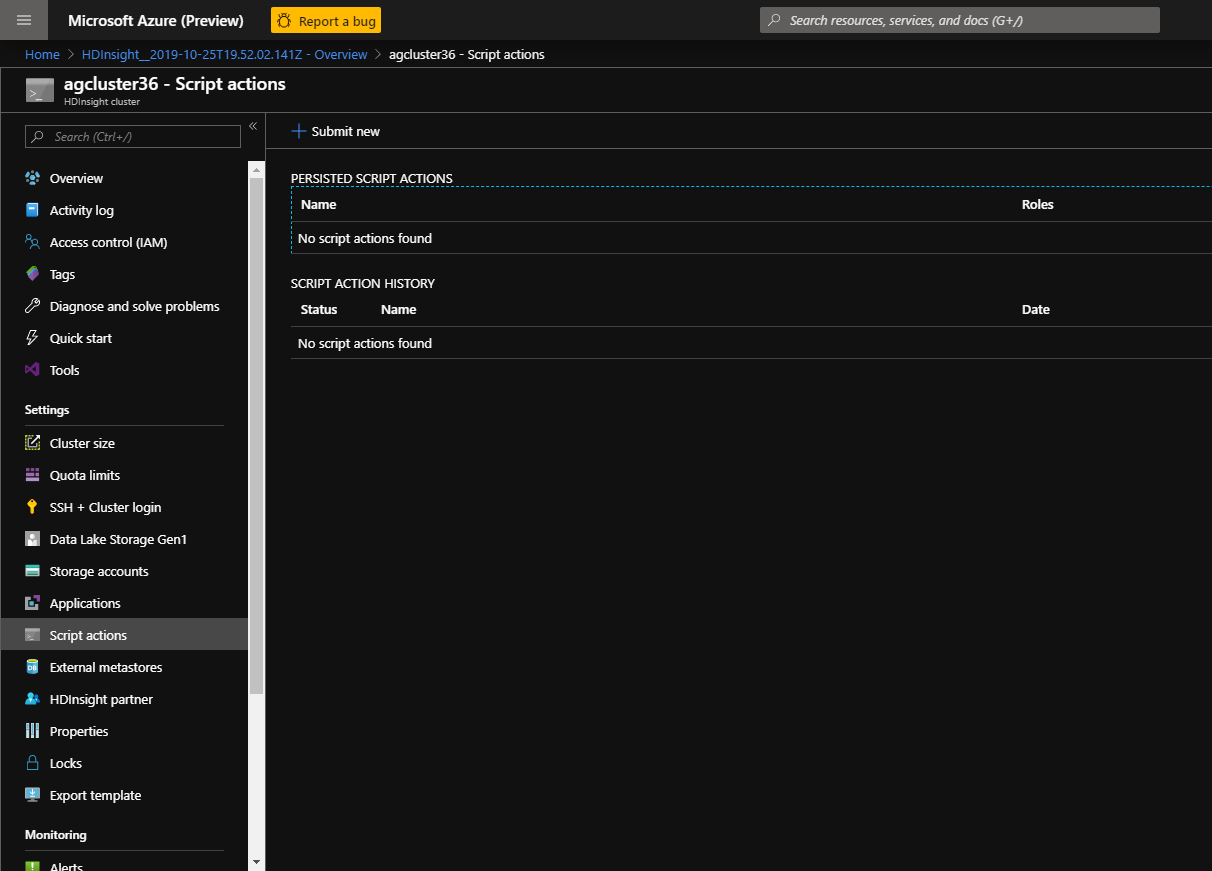 Microsoft Azure (Preview)
Report a bug
Search resources, services, and docs (G+/)
Home > HDInsight__2019-10-25T19.52.02.141Z - Overview > agcluster36 - Script actions
agcluster36 - Script actions
HDInsight cluster
Search (Ctrl+/)
«
Overview
Activity log
Access control (IAM)
Tags
Diagnose and solve problems
Quick start
Tools
Settings
Cluster size
Quota limits
SSH + Cluster login
Data Lake Storage Gen1
Storage accounts
Applications
Script actions
External metastores
HDInsight partner
Properties
Locks
Export template
Monitoring
Alerts
+ Submit new
PERSISTED SCRIPT ACTIONS
Name Roles
No script actions found
SCRIPT ACTION HISTORY
Status Name Date
No script actions found